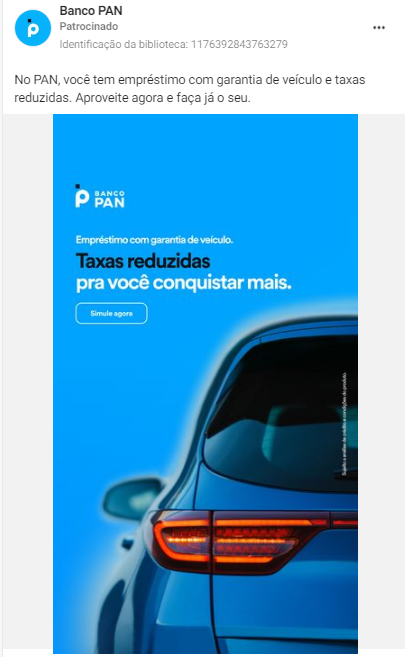 Banco PAN
Patrocinado
Identificação da biblioteca: 1176392843763279
No PAN, você tem empréstimo com garantia de veículo e taxas
reduzidas. Aproveite agora e faça já o seu.
BANCO
PAN
Empréstimo com garantia de veículo.
Taxas reduzidas
pra você conquistar mais.
Simule agora
Sujeito a análise de crédito e condições do produto.